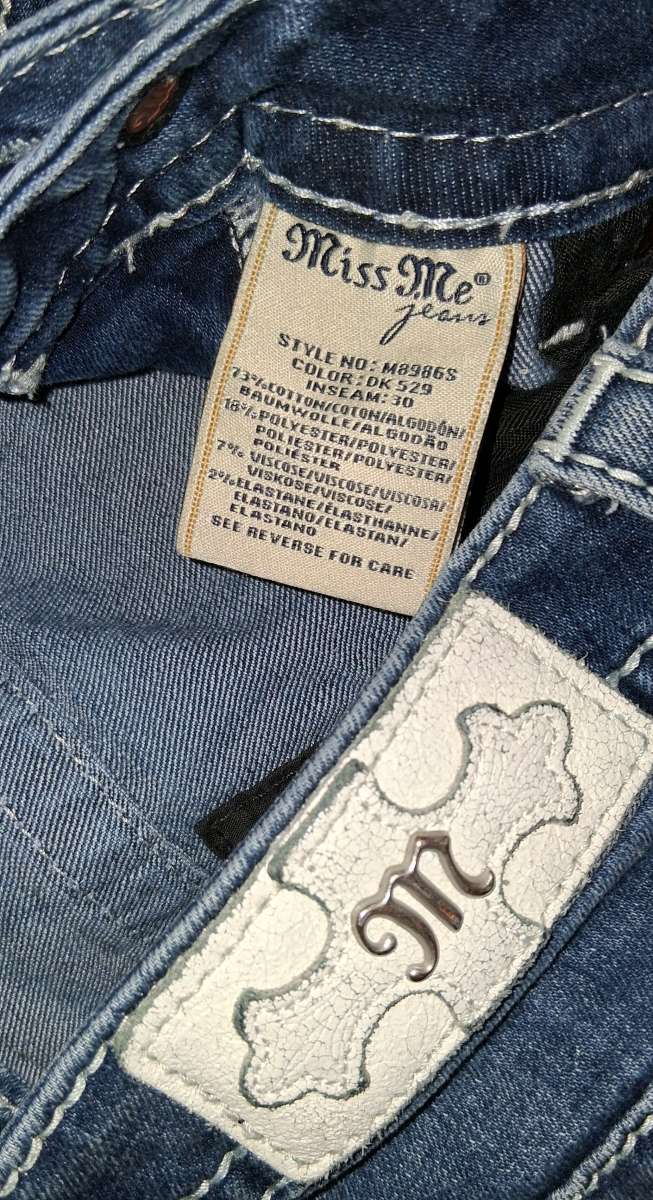 Miss Me®
jeans
STYLE NO: M8986S
COLOR: DK 529
INSEAM: 30
73% COTTON/COTON/ALGODÓN/
BAUMWOLLE/ALGODÃO
18% POLYESTER/POLYESTER/
POLIESTER/POLYESTER/
POLIÉSTER
7% VISCOSE/VISCOSE/VISCOSA/
VISKOSE/VISCOSE/
2% ELASTANE/ÉLASTHANNE/
ELASTANO/ELASTAN/
ELASTANO
SEE REVERSE FOR CARE
M